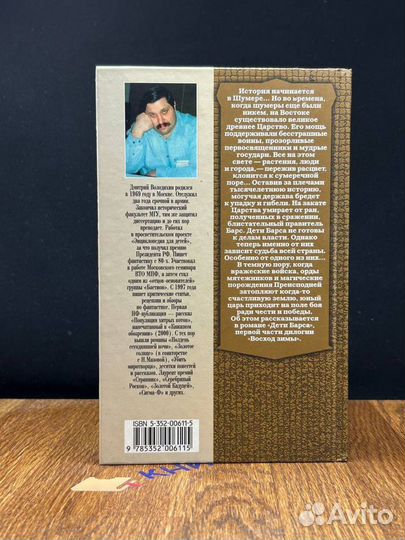 Дмитрий Володихин родился
в 1969 году в Москве. Отслужил
два года срочной в армии.
Закончил исторический
факультет МГУ, там же защитил
диссертацию и до сих пор
преподает. Работал
в просветительском проекте
«Энциклопедия для детей»,
за что получил премию
Президента РФ. Пишет
фантастику с 80-х. Участвовал
в работе Московского семинара
ВТО МПФ, а затем стал
одним из «отцов-основателей»
группы «Бастион». С 1997 года
пишет критические статьи,
рецензии и обзоры
по фантастике. Первая
НФ-публикация — рассказ
«Популяция хитрых котов»,
напечатанный в «Книжном
обозрении» (2000). С тех пор
вышли романы «Полдень
сегодняшней ночи», «Золотое
солнце» (в соавторстве
с Н.Мазовой), «Убить
миротворца», десятки повестей
и рассказов. Лауреат премий
«Странник», «Серебряный
Роскон», «Золотой Кадуцей»,
«Сигма-Ф» и других.
История начинается
в Шумере... Но во времена,
когда шумеры еще были
никем, на Востоке
существовало великое
древнее Царство. Его мощь
поддерживали бесстрашные
воины, прозорливые
первосвященники и мудрые
государи. Все на этом
свете — растения, люди
и города,— пережив расцвет,
клонится к сумеречной
поре... Оставив за плечами
тысячелетнюю историю,
могучая держава бредет
к упадку и гибели. На закате
Царства умирает от ран,
полученных в сражении,
блистательный правитель
Барс. Дети Барса не готовы
к делам власти. Однако
теперь именно от них
зависит судьба всей страны.
Особенно от одного из них...
В темную пору, когда
вражеские войска, орды
мятежников и магические
порождения Преисподней
затопляют когда-то
счастливую землю, юный
царь приходит на поле боя
ради чести и победы.
Об этом рассказывается
в романе «Дети Барса»,
первой части дилогии
«Восход зимы».
ISBN 5-352-00611-5
9 785352 006115
Avito